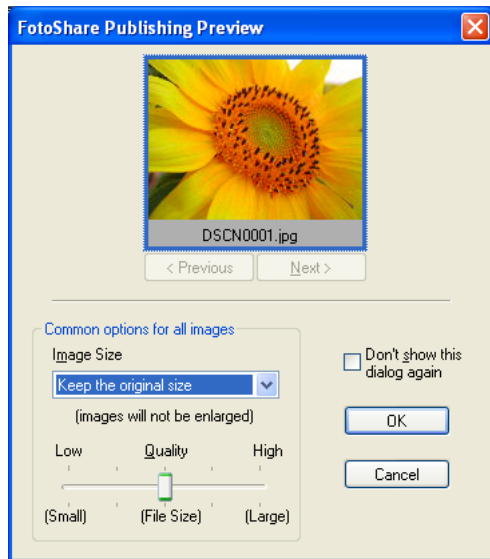 FotoShare Publishing Preview
DSCN0001.jpg
< Previous
Next >
Common options for all images
Image Size
Keep the original size
(images will not be enlarged)
Low Quality High
(Small) (File Size) (Large)
Don't show this
dialog again
OK
Cancel